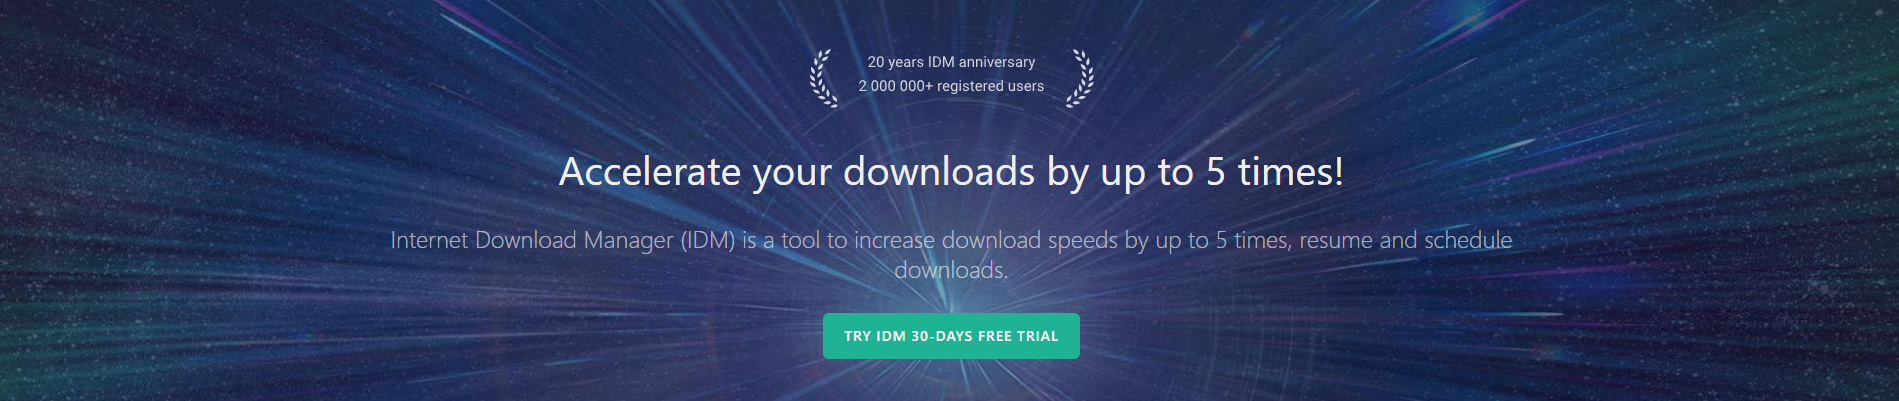 20 years IDM anniversary
2 000 000+ registered users
Accelerate your downloads by up to 5 times!
Internet Download Manager (IDM) is a tool to increase download speeds by up to 5 times, resume and schedule
downloads.
TRY IDM 30-DAYS FREE TRIAL